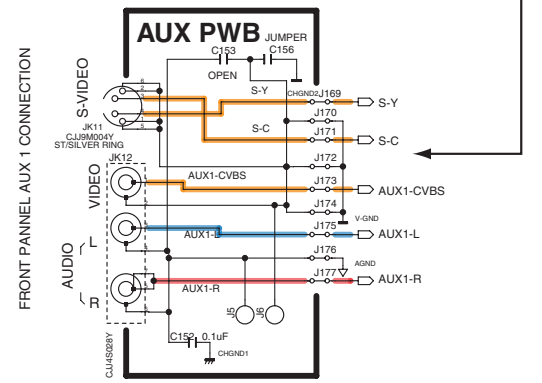 AUX PWB
JUMPER
C153
C156
OPEN
S-VIDEO
S-Y
CHGND2
J169
S-Y
J170
S-C
J171
S-C
JK11
CJJ9M004Y
ST/SILVER RING
J172
JK12
AUX1-CVBS
J173
AUX1-CVBS
VIDEO
J174
V-GND
FRONT PANNEL AUX 1 CONNECTION
AUDIO
L
AUX1-L
J175
AUX1-L
J176
AGND
R
AUX1-R
J177
AUX1-R
J5
J6
C152
0.1uF
CHGND1
CJJ4S028Y